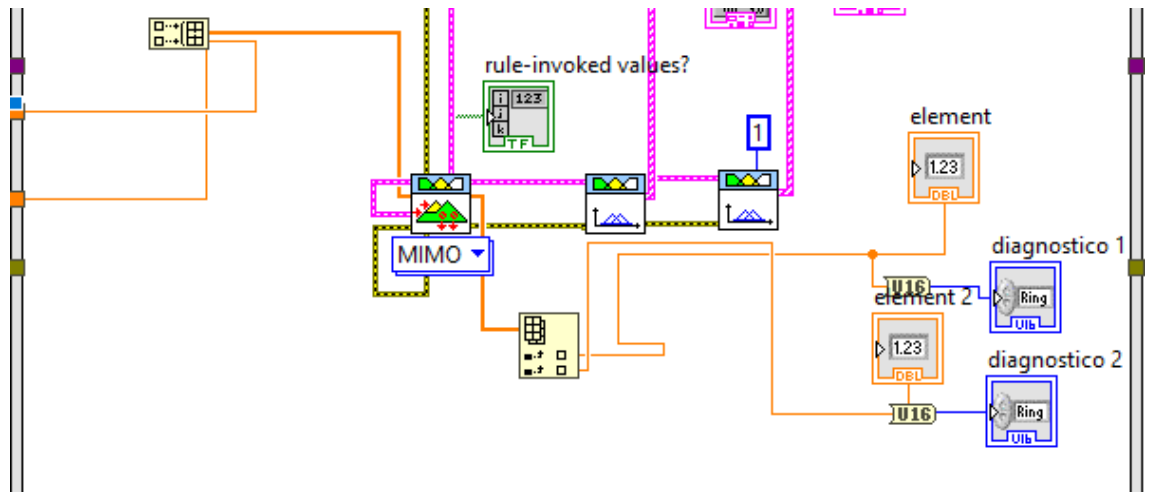 rule-invoked values?
i
j
k
123
TF
1
element
1.23
DBL
MIMO
diagnostico 1
U16
Ring
U16
element 2
1.23
DBL
diagnostico 2
U16
Ring
U16